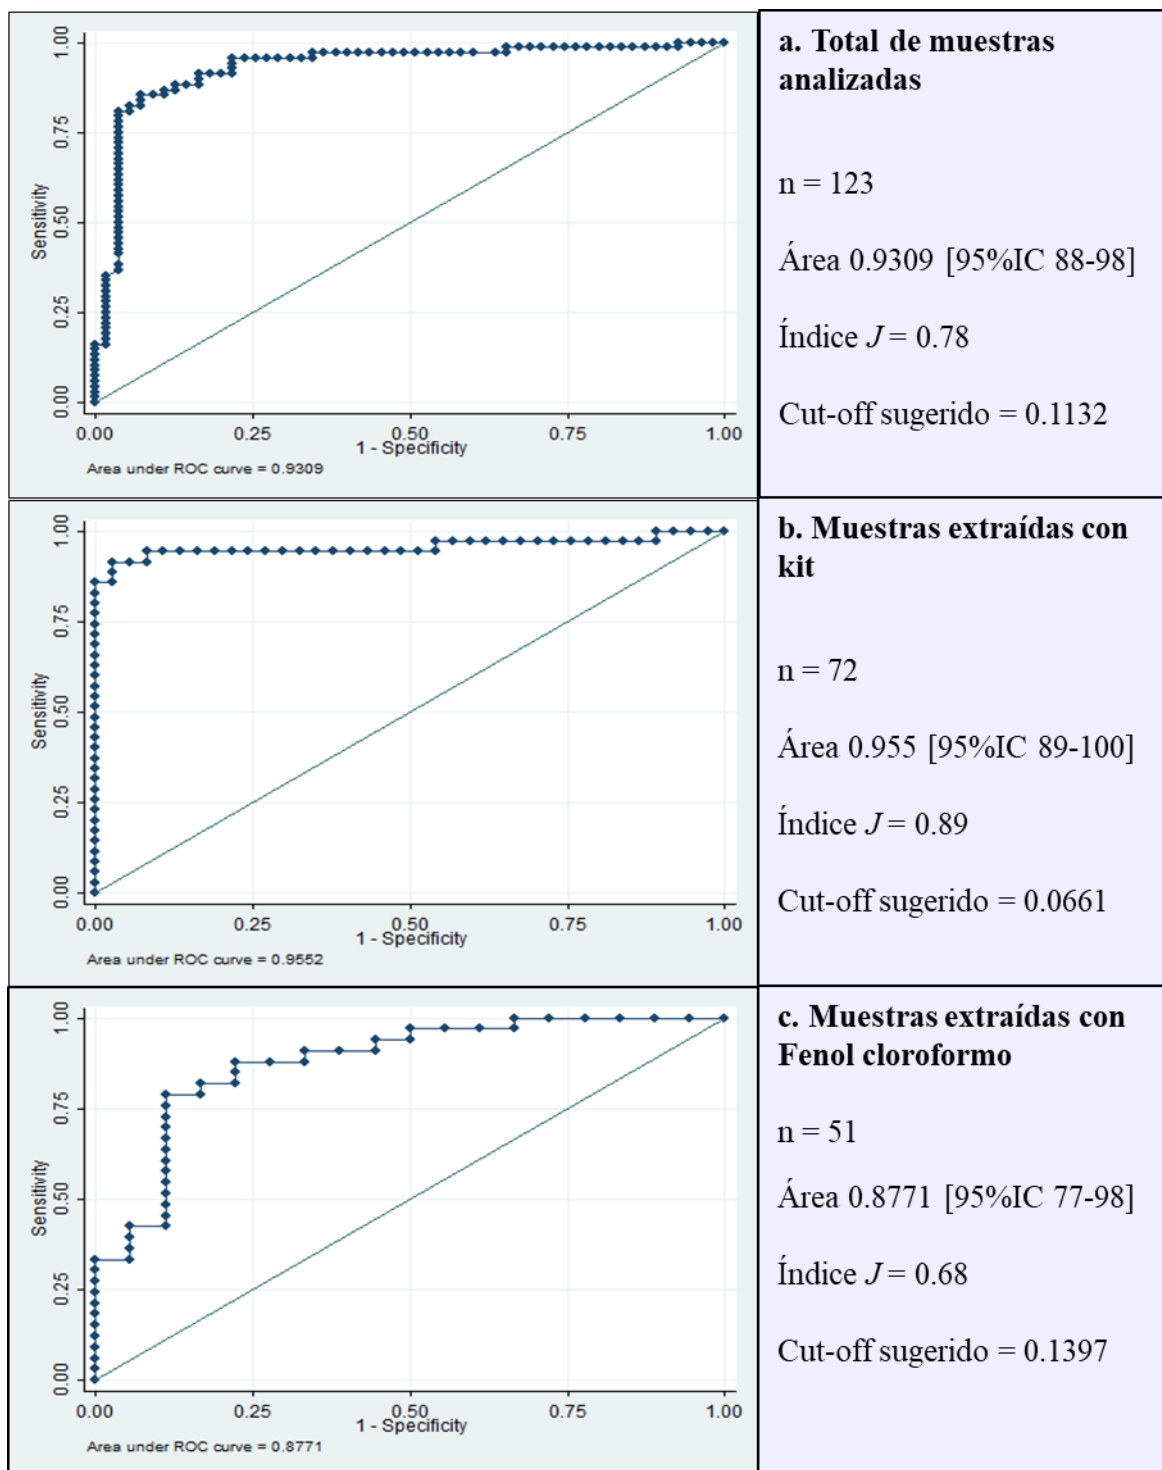 1.00
0.75
0.50
0.25
0.00
Sensitivity
0.00 0.25 0.50 0.75 1.00
1 - Specificity
Area under ROC curve = 0.9309
a. Total de muestras
analizadas
n = 123
Área 0.9309 [95%IC 88-98]
Índice J = 0.78
Cut-off sugerido = 0.1132
1.00
0.75
0.50
0.25
0.00
Sensitivity
0.00 0.25 0.50 0.75 1.00
1 - Specificity
Area under ROC curve = 0.9552
b. Muestras extraídas con
kit
n = 72
Área 0.955 [95%IC 89-100]
Índice J = 0.89
Cut-off sugerido = 0.0661
1.00
0.75
0.50
0.25
0.00
Sensitivity
0.00 0.25 0.50 0.75 1.00
1 - Specificity
Area under ROC curve = 0.8771
c. Muestras extraídas con
Fenol cloroformo
n = 51
Área 0.8771 [95%IC 77-98]
Índice J = 0.68
Cut-off sugerido = 0.1397